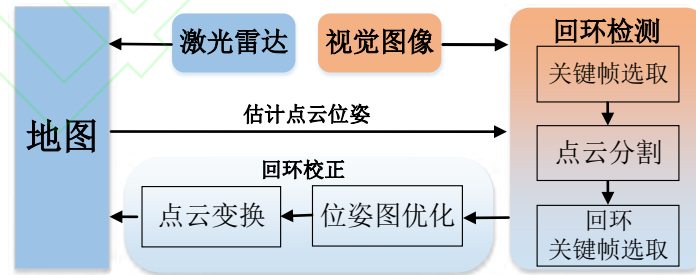 激光雷达
视觉图像
回环检测
关键帧选取
地图
估计点云位姿
点云分割
回环校正
点云变换
位姿图优化
回环
关键帧选取